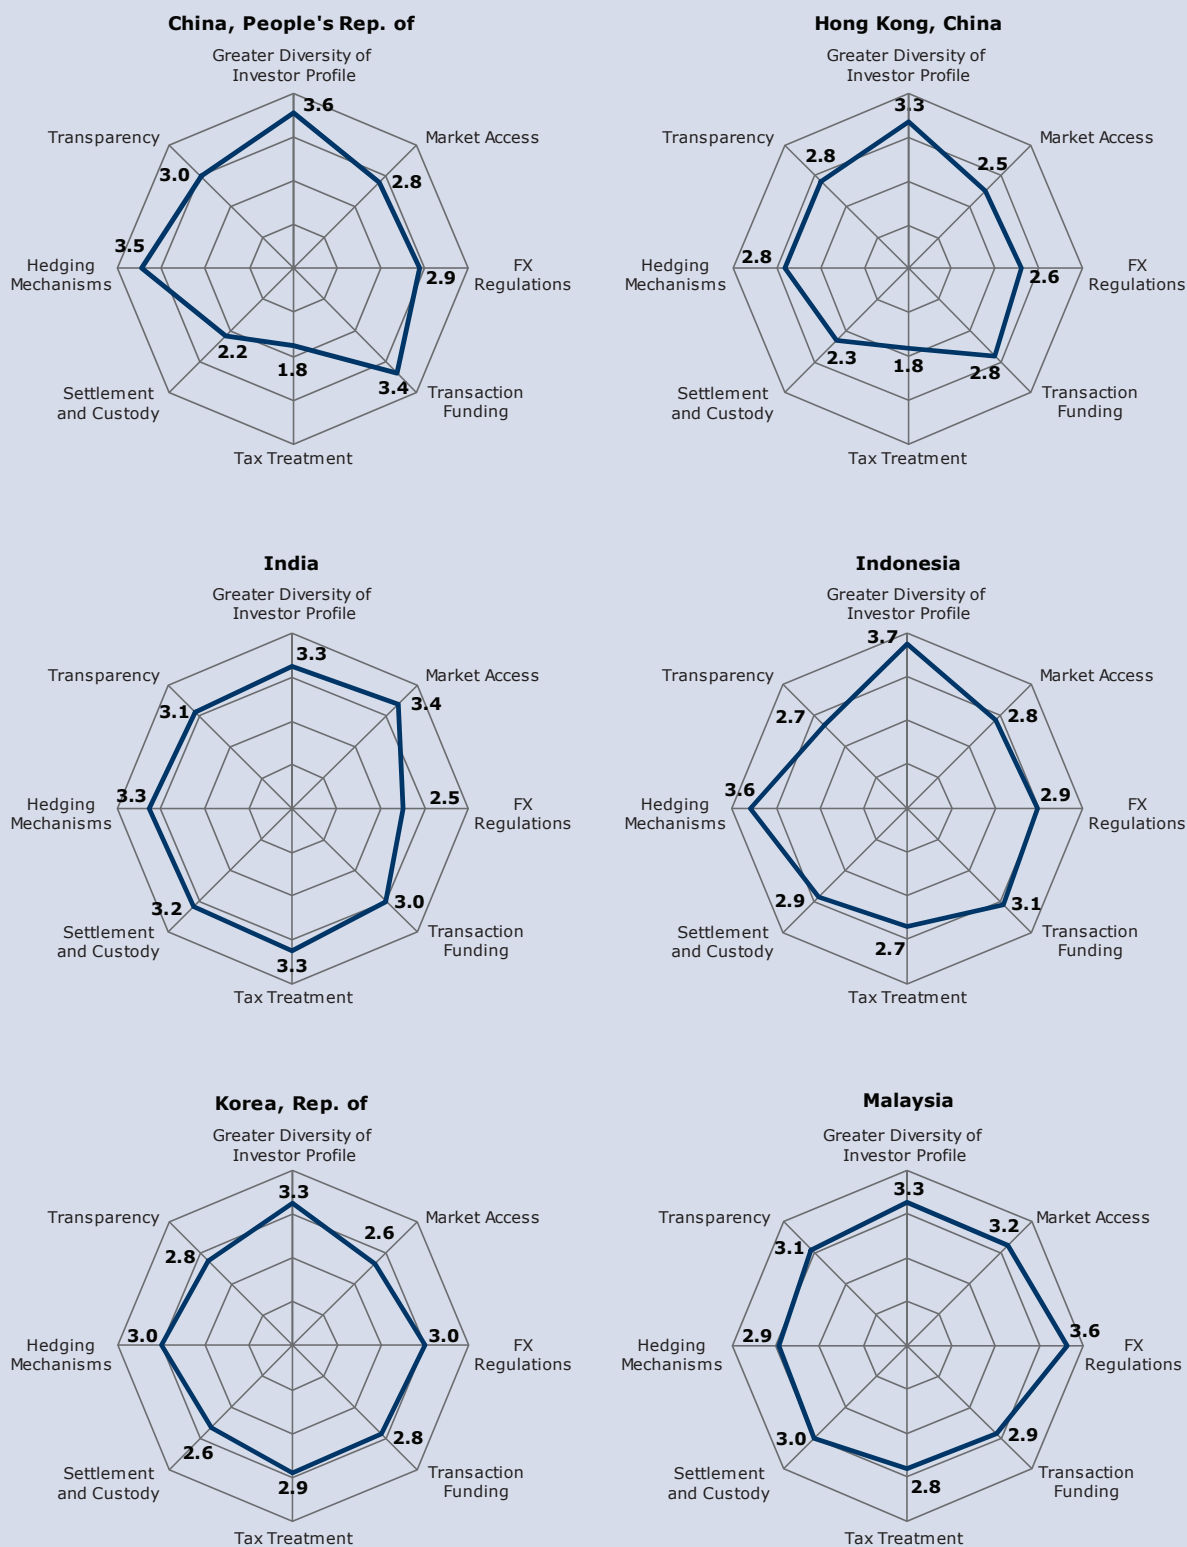 China, People's Rep. of
Greater Diversity of
Investor Profile
3.6
Transparency
Market Access
3.0
2.8
3.5
Hedging
Mechanisms
2.9
FX
Regulations
2.2
1.8
3.4
Settlement
and Custody
Transaction
Funding
Tax Treatment
Hong Kong, China
Greater Diversity of
Investor Profile
3.3
Transparency
Market Access
2.8
2.5
2.8
Hedging
Mechanisms
2.6
FX
Regulations
2.3
1.8
2.8
Settlement
and Custody
Transaction
Funding
Tax Treatment
India
Greater Diversity of
Investor Profile
3.3
Transparency
Market Access
3.1
3.4
3.3
Hedging
Mechanisms
2.5
FX
Regulations
3.2
3.0
Settlement
and Custody
Transaction
Funding
3.3
Tax Treatment
Indonesia
Greater Diversity of
Investor Profile
3.7
Transparency
Market Access
2.7
2.8
3.6
Hedging
Mechanisms
2.9
FX
Regulations
2.9
3.1
Settlement
and Custody
Transaction
Funding
2.7
Tax Treatment
Korea, Rep. of
Greater Diversity of
Investor Profile
3.3
Transparency
Market Access
2.8
2.6
3.0
Hedging
Mechanisms
3.0
FX
Regulations
2.6
2.8
Settlement
and Custody
Transaction
Funding
2.9
Tax Treatment
Malaysia
Greater Diversity of
Investor Profile
3.3
Transparency
Market Access
3.1
3.2
2.9
Hedging
Mechanisms
3.6
FX
Regulations
3.0
2.9
Settlement
and Custody
Transaction
Funding
2.8
Tax Treatment